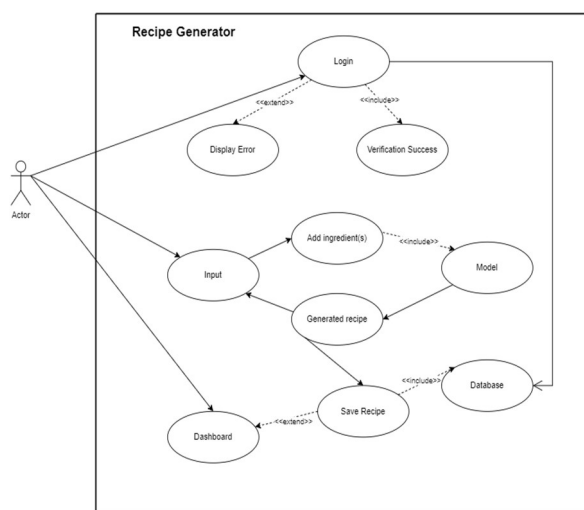 Recipe Generator
Login
<<extend>>
<<include>>
Display Error
Verification Success
Actor
Add ingredient(s)
<<include>>
Input
Model
Generated recipe
<<include>>
Database
Save Recipe
<<extend>>
Dashboard